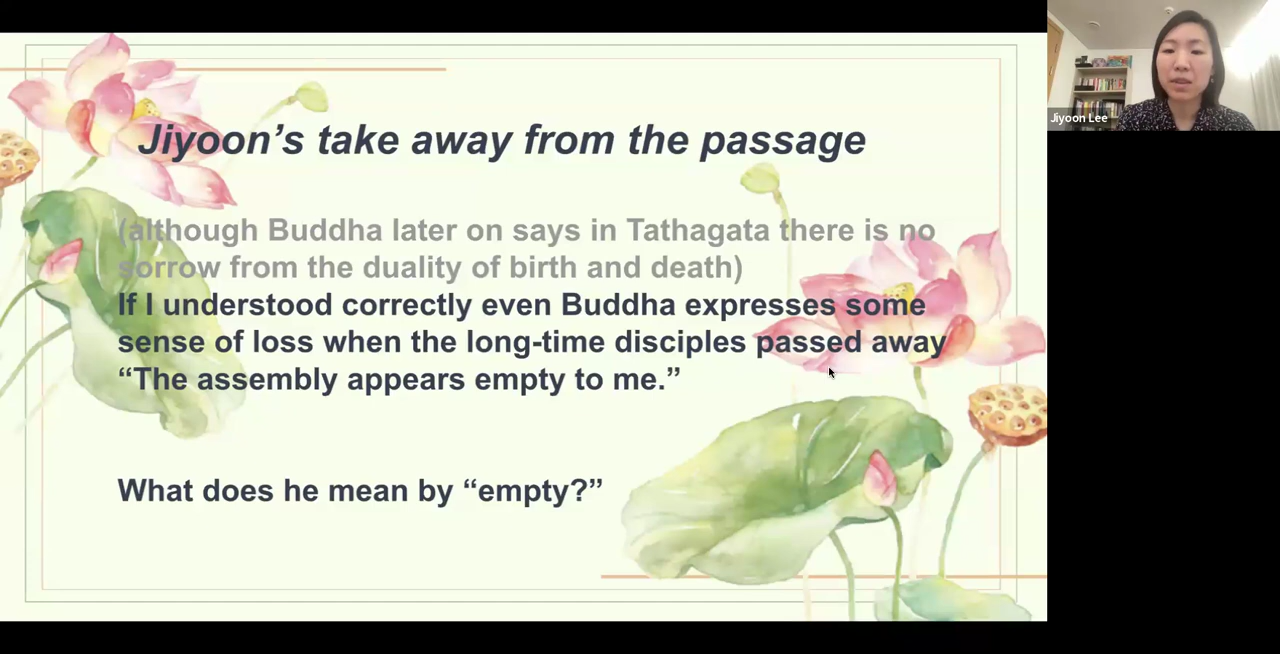 Jiyoon Lee
Jiyoon’s take away from the passage
(although Buddha later on says in Tathagata there is no
sorrow from the duality of birth and death)
If I understood correctly even Buddha expresses some
sense of loss when the long-time disciples passed away
“The assembly appears empty to me.”
What does he mean by “empty?”